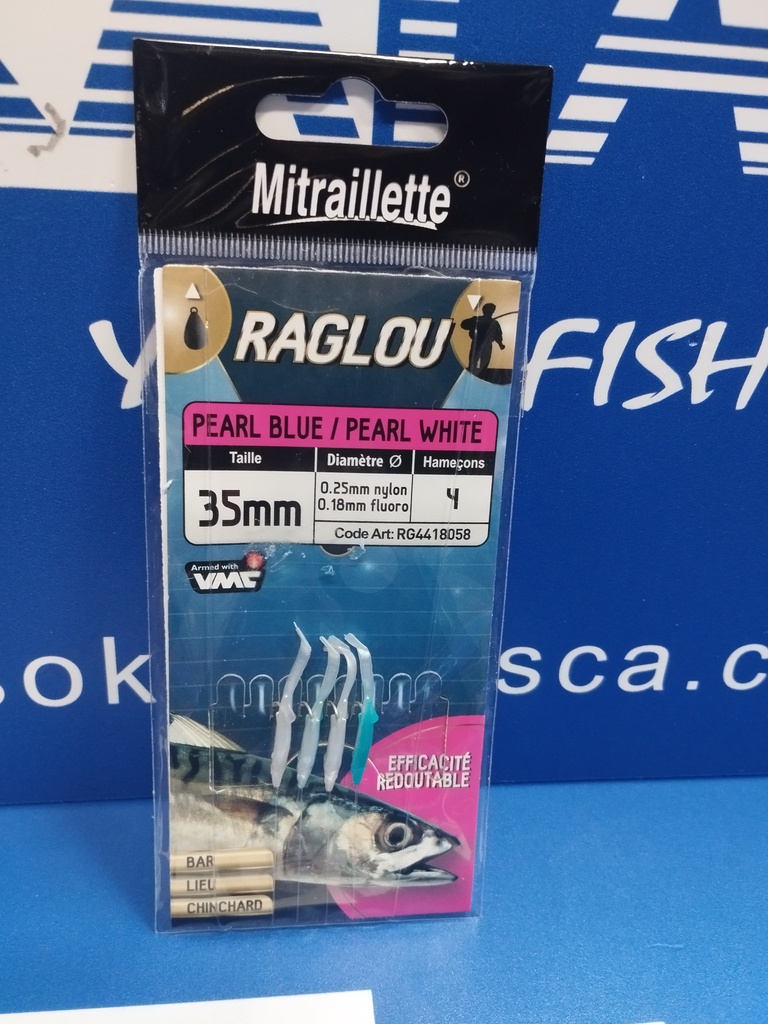 Mitraillette®
RAGLOU
PEARL BLUE / PEARL WHITE
Taille
Diamètre Ø
Hameçons
35mm
0.25mm nylon
0.18mm fluoro
4
Code Art: RG4418058
Armed with
VMC
EFFICACITÉ
REDOUTABLE
BAR
LIEU
CHINCHARD
FISH
ok
sca.c